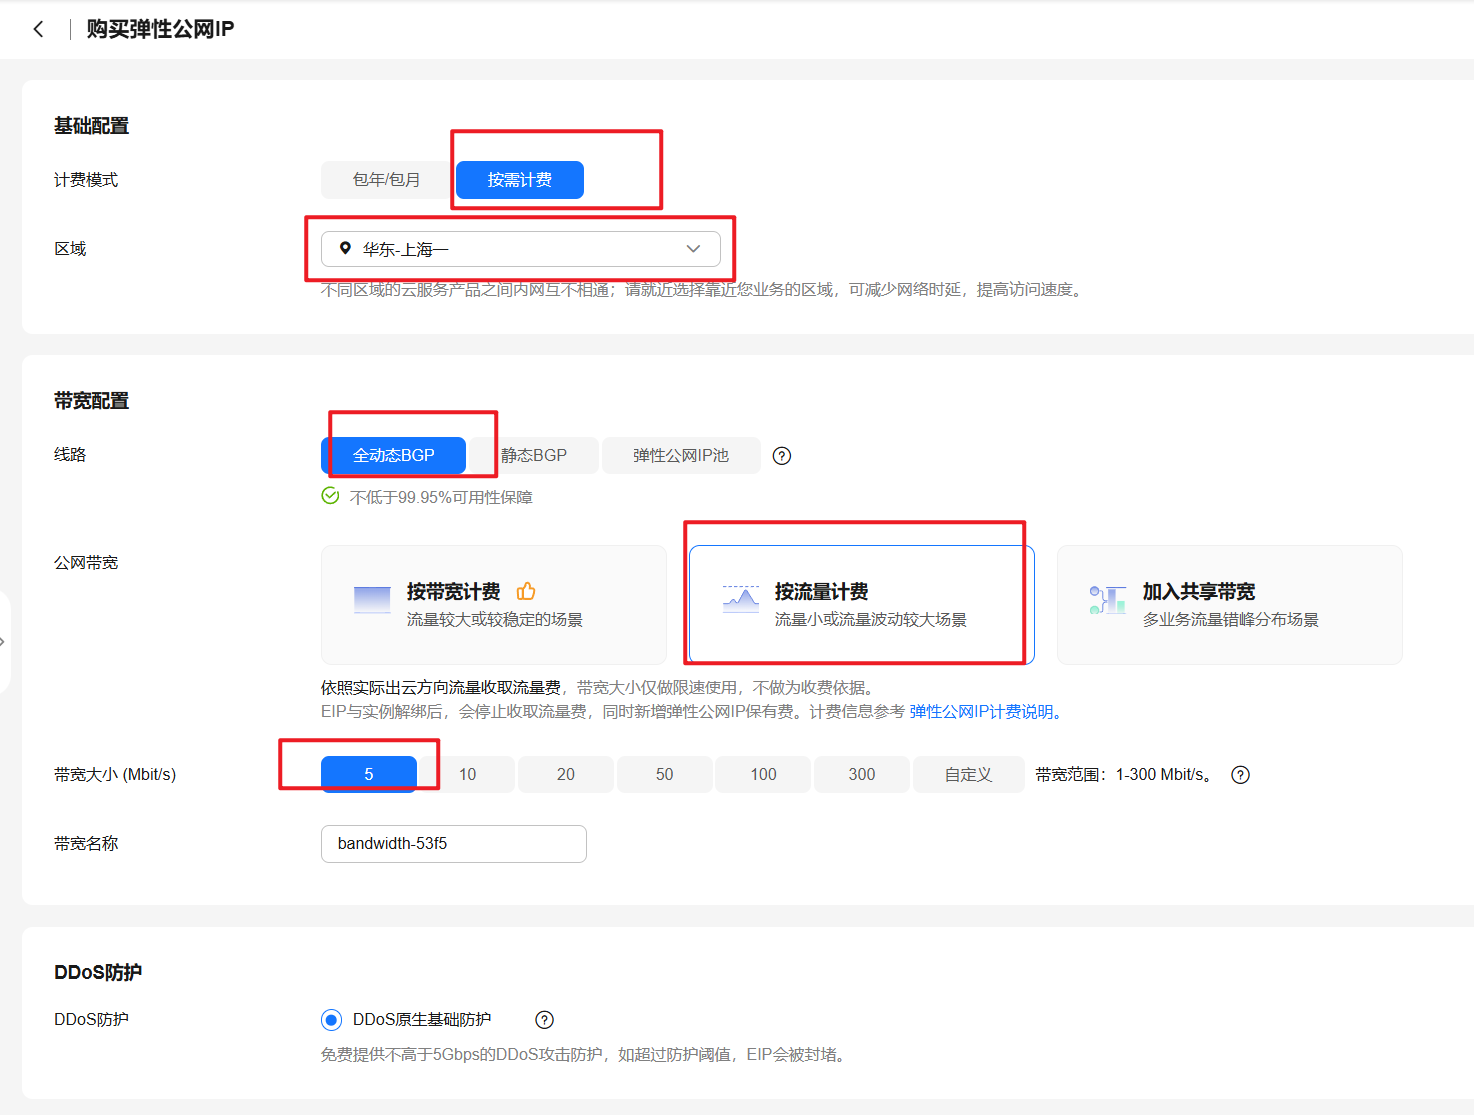 购买弹性公网IP
基础配置
计费模式
包年/包月
按需计费
区域
华东-上海一
不同区域的云服务产品之间内网互不相通；请就近选择靠近您业务的区域，可减少网络时延，提高访问速度。
带宽配置
线路
全动态BGP
静态BGP
弹性公网IP池
不低于99.95%可用性保障
公网带宽
按带宽计费
流量较大或较稳定的场景
按流量计费
流量小或流量波动较大场景
加入共享带宽
多业务流量错峰分布场景
依照实际出云方向流量收取流量费，带宽大小仅做限速使用，不做为收费依据。
EIP与实例解绑后，会停止收取流量费，同时新增弹性公网IP保有费。计费信息参考 弹性公网IP计费说明。
带宽大小 (Mbit/s)
5
10
20
50
100
300
自定义
带宽范围：1-300 Mbit/s。
带宽名称
bandwidth-53f5
DDoS防护
DDoS防护
DDoS原生基础防护
免费提供不高于5Gbps的DDoS攻击防护，如超过防护阈值，EIP会被封堵。